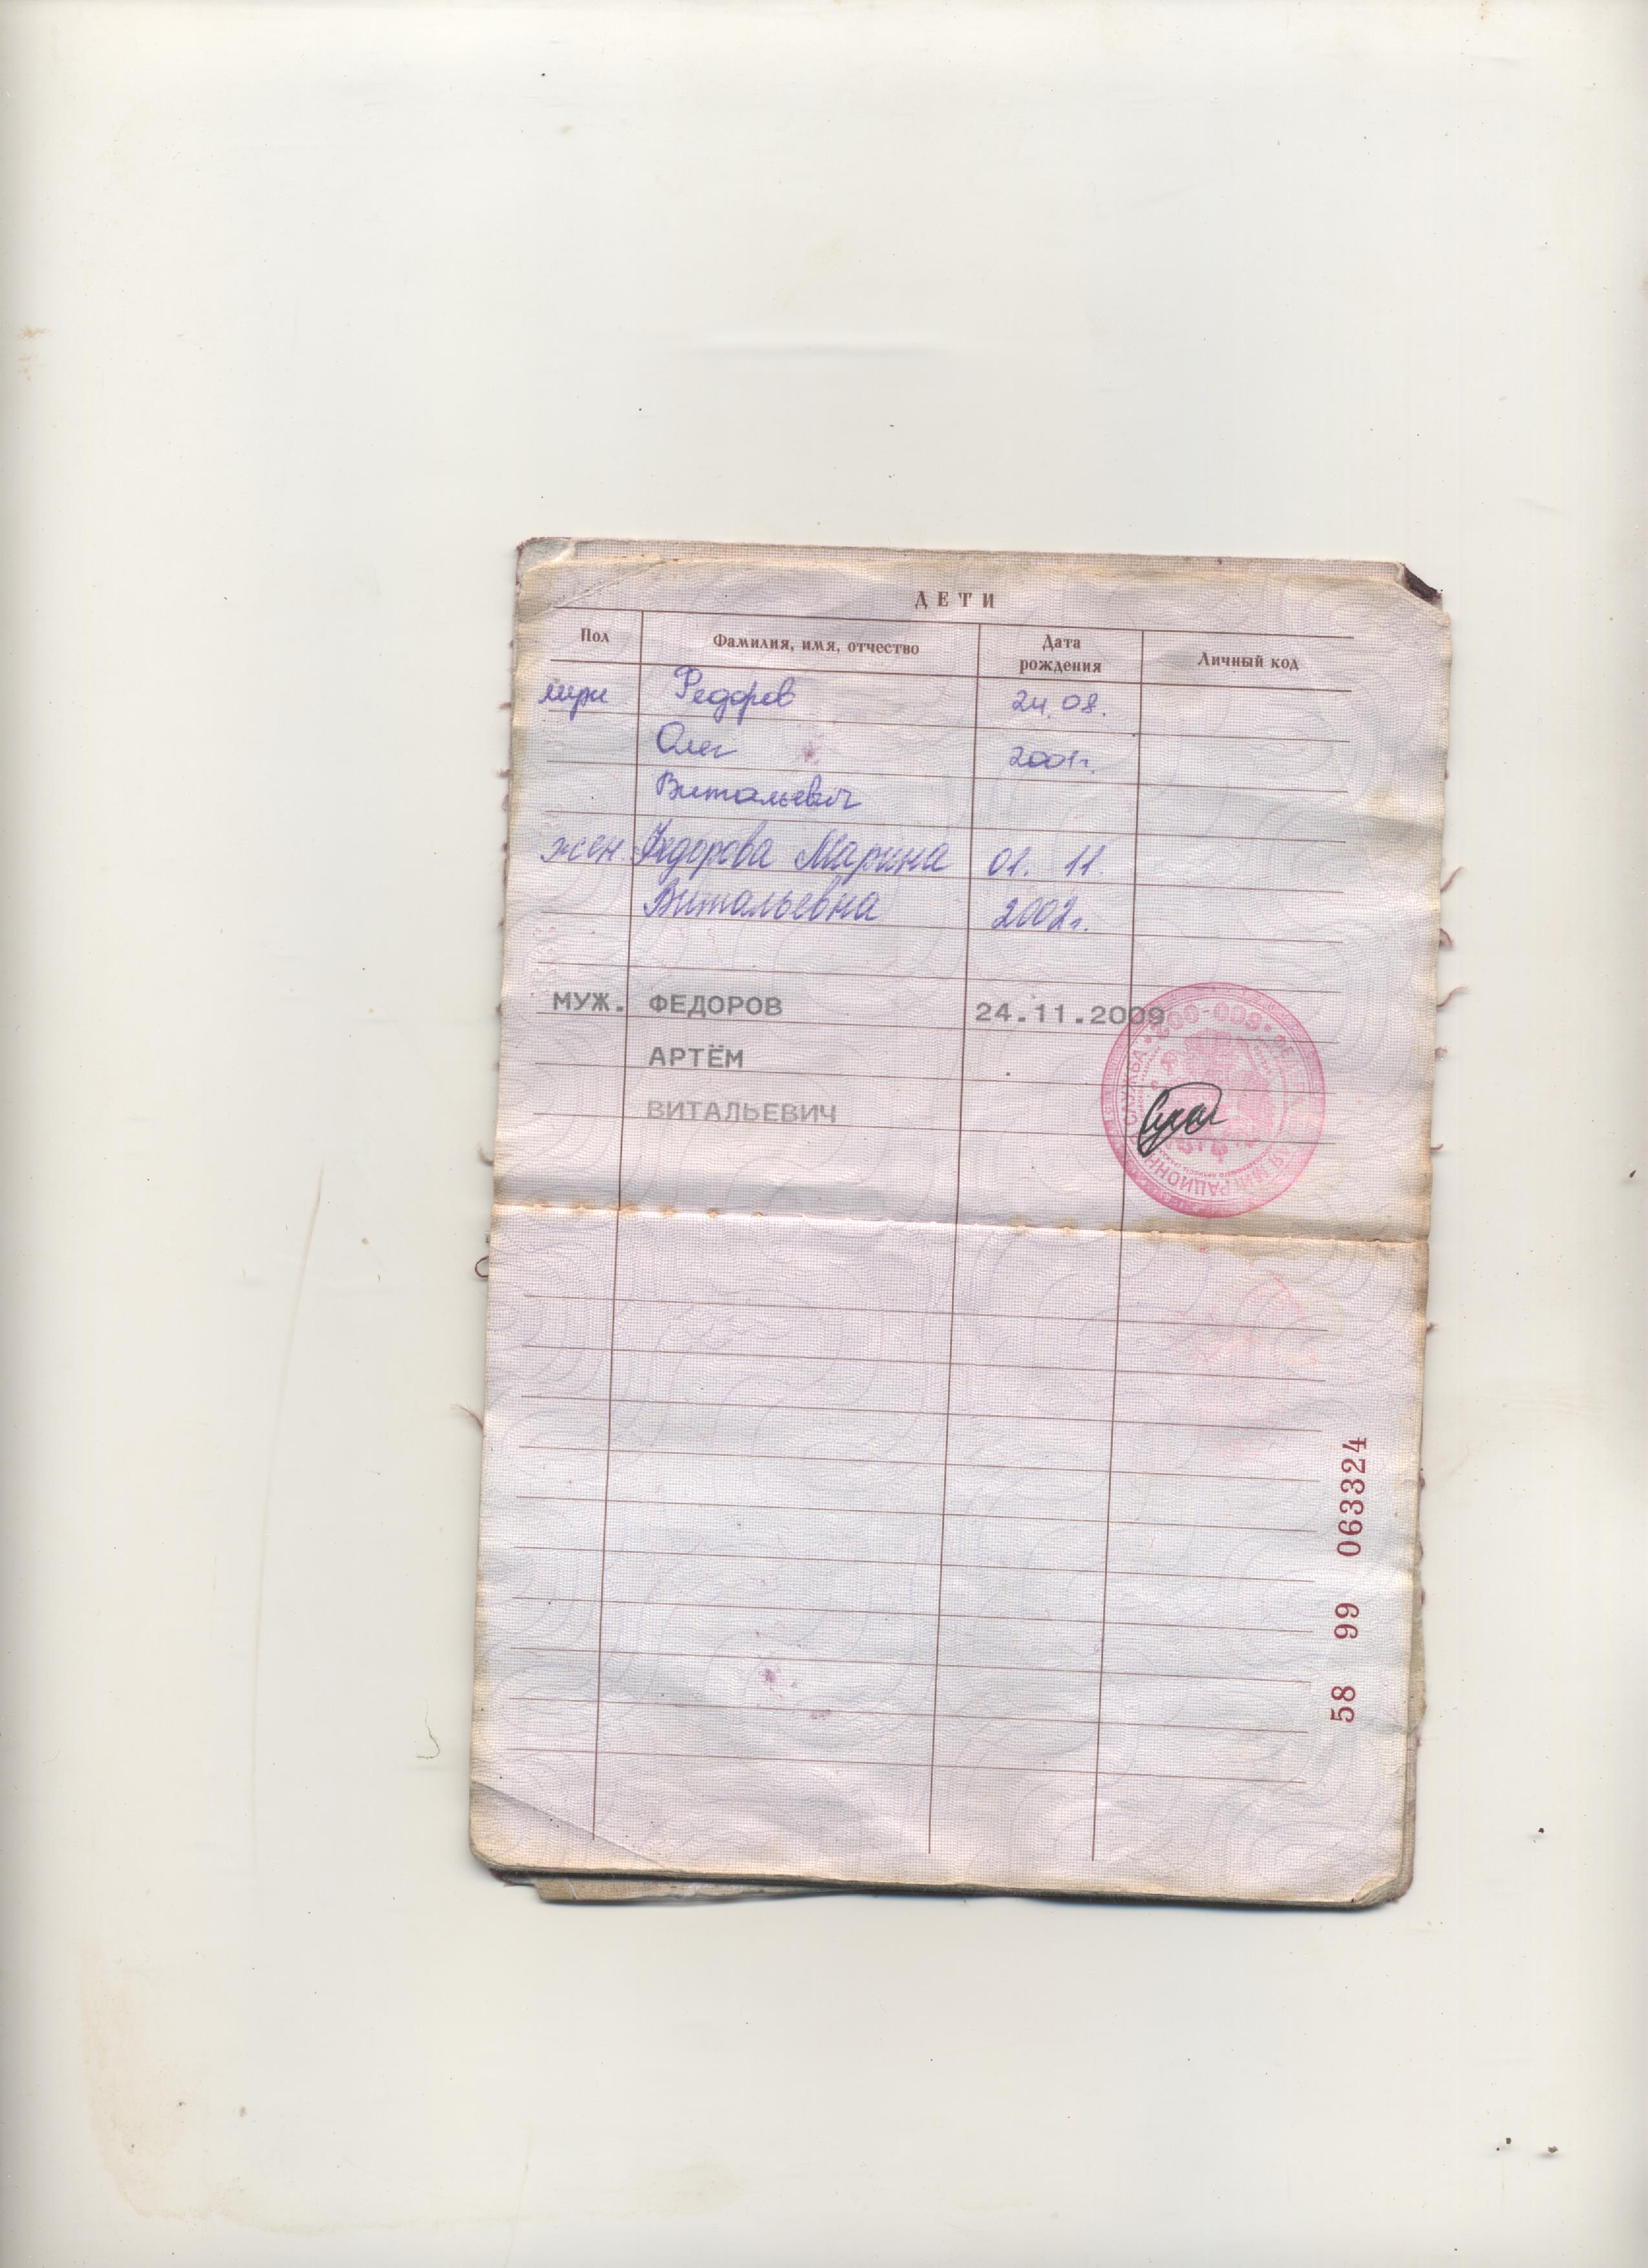 ДЕТИ
Пол Фамилия, имя, отчество Дата рождения Личный код
муж Федоров 24.08.
Олег 2001г.
Витальевич
жен. Федорова Марина 01. 11.
Витальевна 2002г.
МУЖ. ФЕДОРОВ 24.11.2009
АРТЁМ
ВИТАЛЬЕВИЧ
58 99 063324